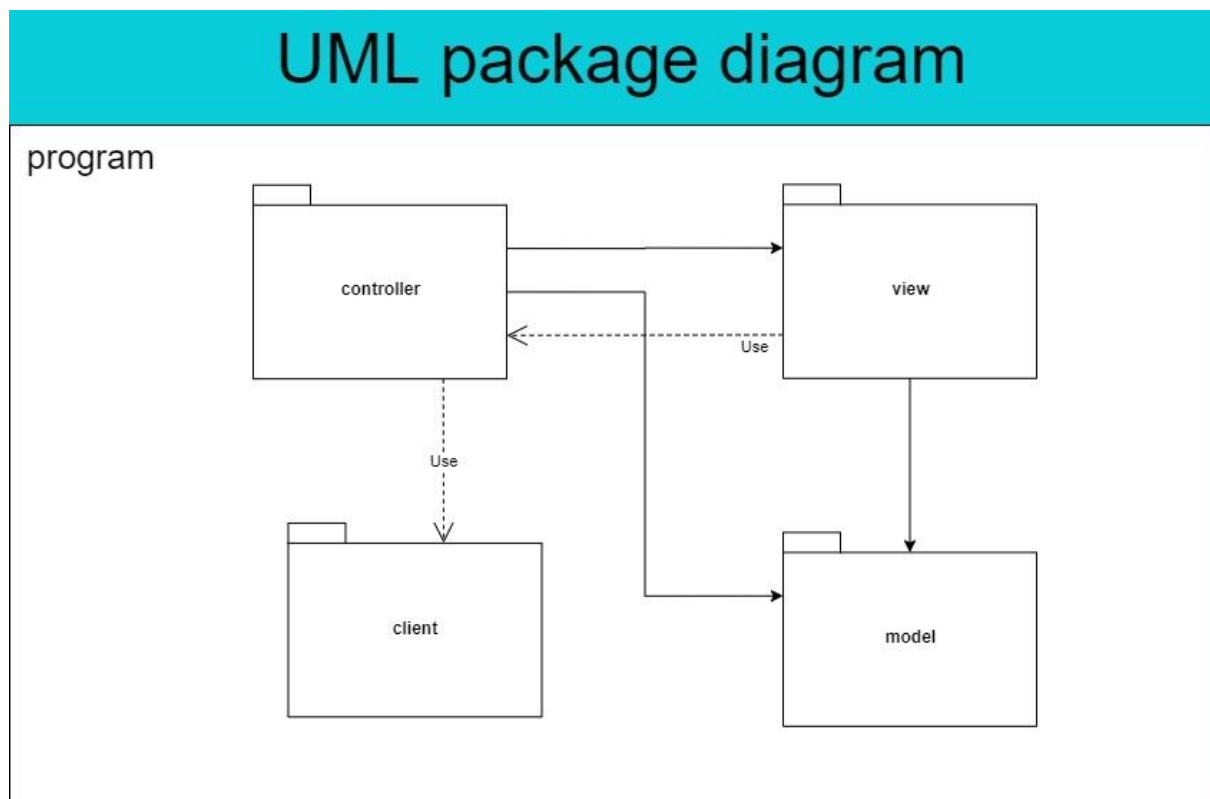 UML package diagram
program
controller
view
Use
Use
client
model